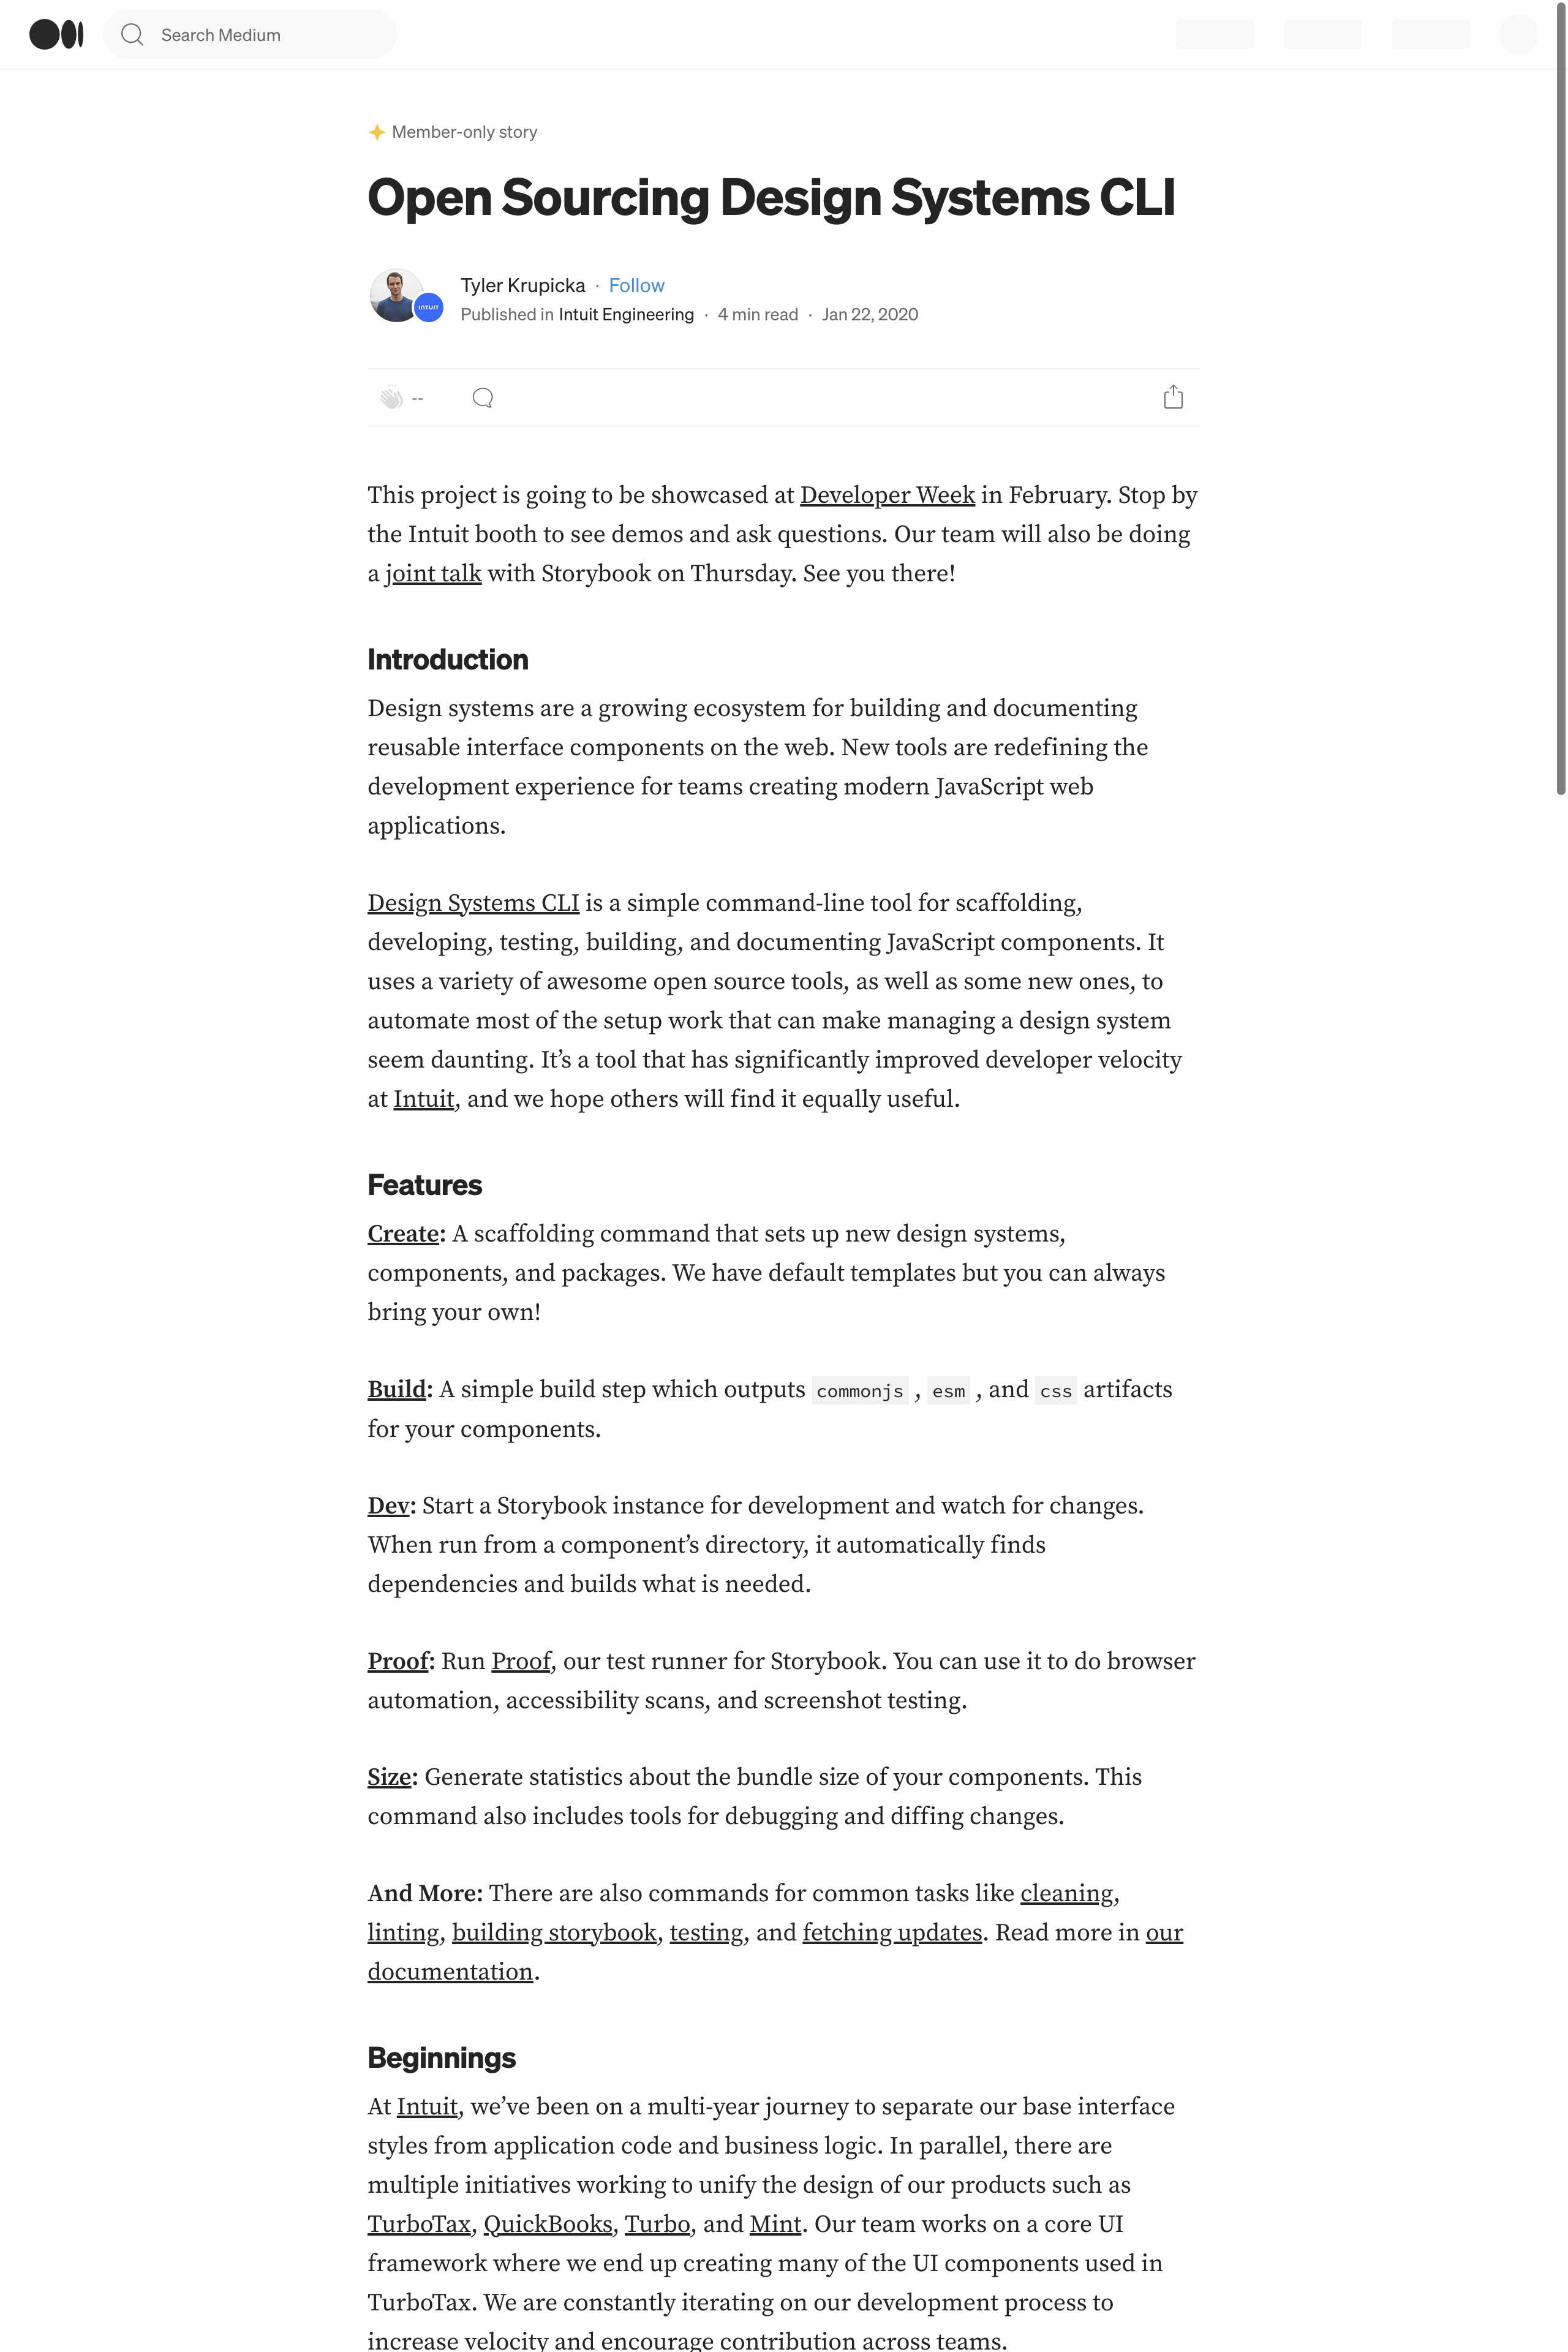 Search Medium
Member-only story
Open Sourcing Design Systems CLI
Tyler Krupicka · Follow
INTUIT
Published in Intuit Engineering · 4 min read · Jan 22, 2020
--
This project is going to be showcased at Developer Week in February. Stop by
the Intuit booth to see demos and ask questions. Our team will also be doing
a joint talk with Storybook on Thursday. See you there!
Introduction
Design systems are a growing ecosystem for building and documenting
reusable interface components on the web. New tools are redefining the
development experience for teams creating modern JavaScript web
applications.
Design Systems CLI is a simple command-line tool for scaffolding,
developing, testing, building, and documenting JavaScript components. It
uses a variety of awesome open source tools, as well as some new ones, to
automate most of the setup work that can make managing a design system
seem daunting. It’s a tool that has significantly improved developer velocity
at Intuit, and we hope others will find it equally useful.
Features
Create: A scaffolding command that sets up new design systems,
components, and packages. We have default templates but you can always
bring your own!
Build: A simple build step which outputs commonjs , esm , and css artifacts
for your components.
Dev: Start a Storybook instance for development and watch for changes.
When run from a component’s directory, it automatically finds
dependencies and builds what is needed.
Proof: Run Proof, our test runner for Storybook. You can use it to do browser
automation, accessibility scans, and screenshot testing.
Size: Generate statistics about the bundle size of your components. This
command also includes tools for debugging and diffing changes.
And More: There are also commands for common tasks like cleaning,
linting, building storybook, testing, and fetching updates. Read more in our
documentation.
Beginnings
At Intuit, we’ve been on a multi-year journey to separate our base interface
styles from application code and business logic. In parallel, there are
multiple initiatives working to unify the design of our products such as
TurboTax, QuickBooks, Turbo, and Mint. Our team works on a core UI
framework where we end up creating many of the UI components used in
TurboTax. We are constantly iterating on our development process to
increase velocity and encourage contribution across teams.